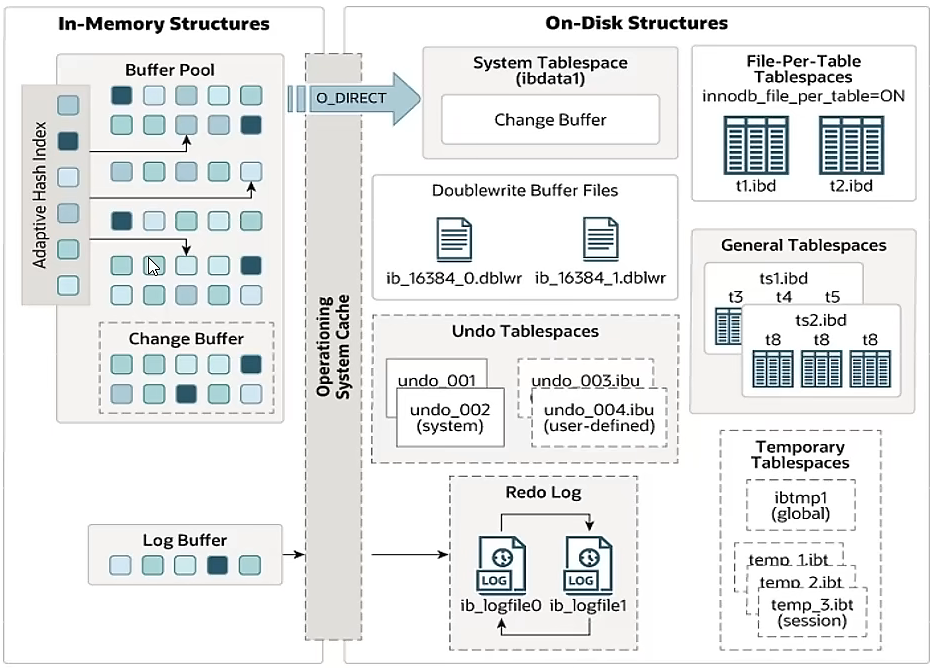 In-Memory Structures
Buffer Pool
Adaptive Hash Index
Change Buffer
Log Buffer
Operationing
System Cache
O_DIRECT
On-Disk Structures
System Tablespace
(ibdata1)
Change Buffer
File-Per-Table
Tablespaces
innodb_file_per_table=ON
t1.ibd
t2.ibd
Doublewrite Buffer Files
ib_16384_0.dblwr
ib_16384_1.dblwr
General Tablespaces
ts1.ibd
t3 t4 t5
ts2.ibd
t8 t8 t8
Undo Tablespaces
undo_001
undo_002
(system)
undo_003.ibu
undo_004.ibu
(user-defined)
Redo Log
LOG
LOG
ib_logfile0
ib_logfile1
Temporary
Tablespaces
ibtmp1
(global)
temp_1.ibt
temp_2.ibt
temp_3.ibt
(session)